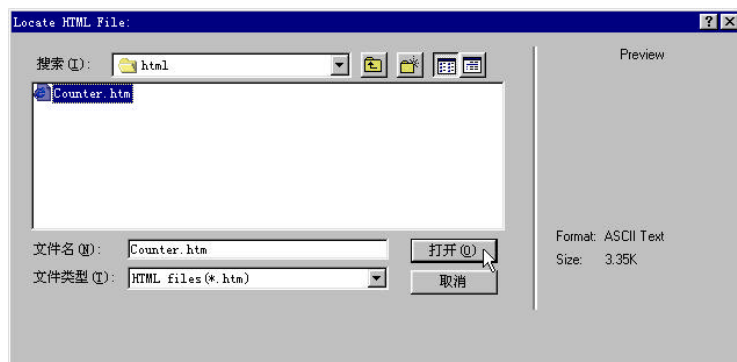 Locate HTML File:
搜索(I): html
Preview
Counter.htm
文件名(N): Counter.htm
打开(O)
文件类型(T): HTML files(*.htm)
取消
Format: ASCII Text
Size: 3.35K